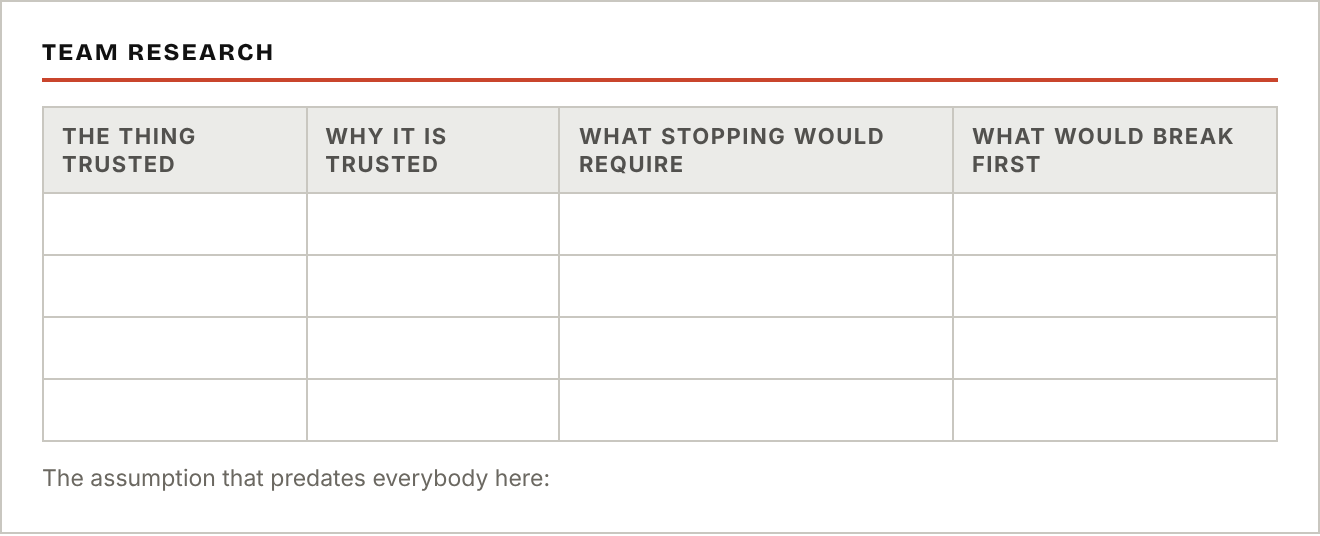 TEAM RESEARCH
THE THING
TRUSTED
WHY IT IS
TRUSTED
WHAT STOPPING WOULD
REQUIRE
WHAT WOULD BREAK
FIRST
The assumption that predates everybody here: